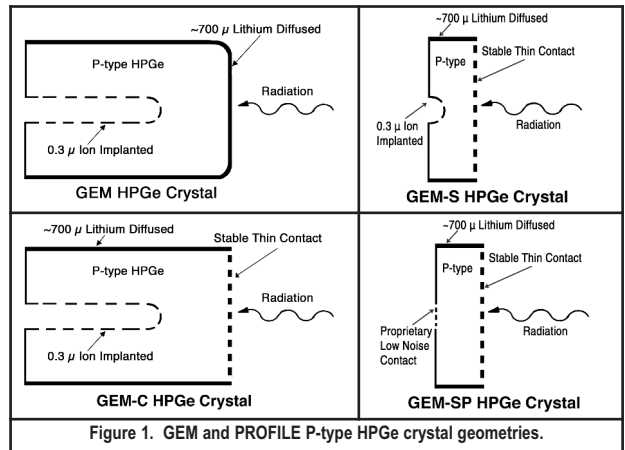 ~700 μ Lithium Diffused
P-type HPGe
Radiation
0.3 μ Ion Implanted
GEM HPGe Crystal
~700 μ Lithium Diffused
P-type
Stable Thin Contact
0.3 μ Ion
Implanted
Radiation
GEM-S HPGe Crystal
~700 μ Lithium Diffused
Stable Thin Contact
P-type HPGe
Radiation
0.3 μ Ion Implanted
GEM-C HPGe Crystal
~700 μ Lithium Diffused
P-type
Stable Thin Contact
Proprietary
Low Noise
Contact
Radiation
GEM-SP HPGe Crystal
Figure 1. GEM and PROFILE P-type HPGe crystal geometries.